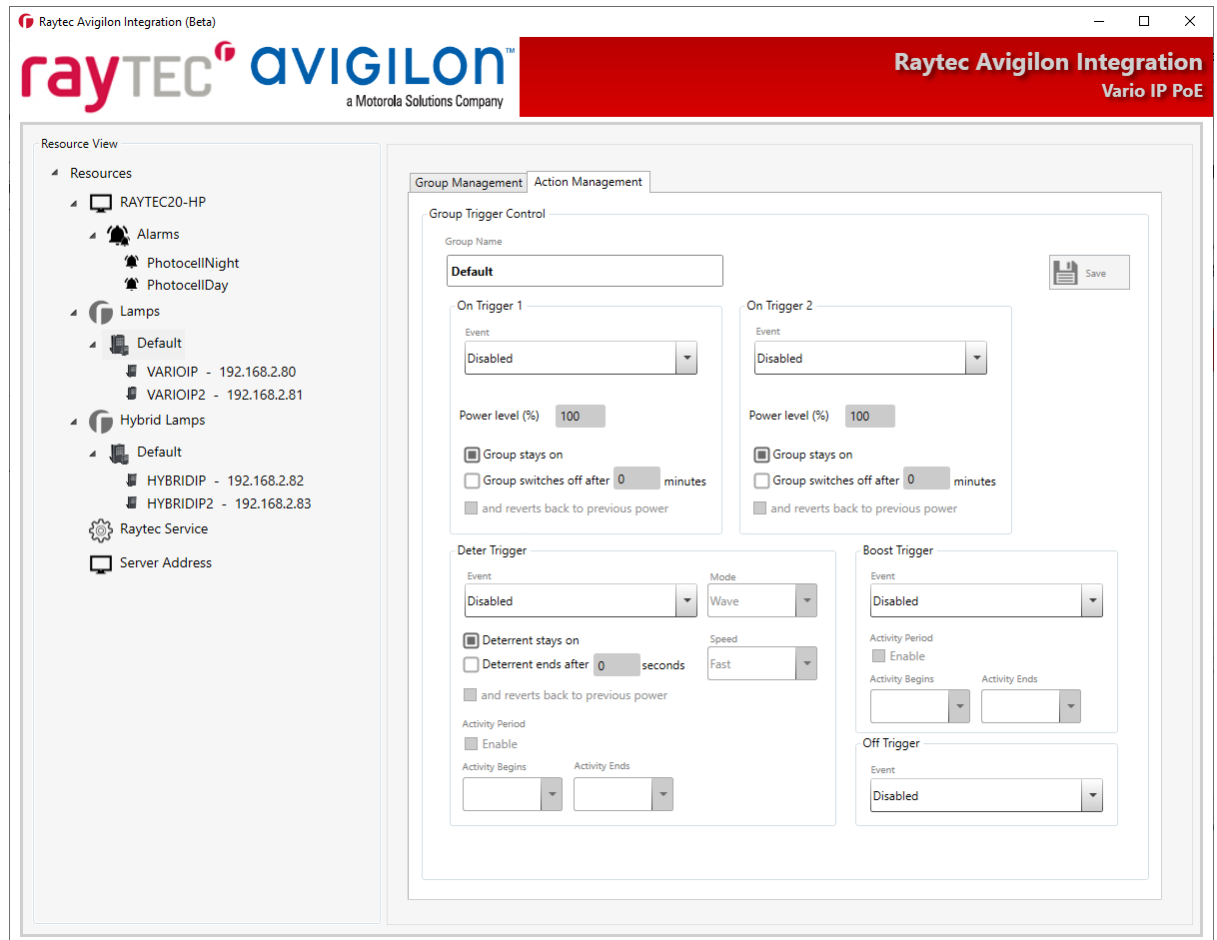 Raytec Avigilon Integration (Beta)
rayTEC
AVIGILON™
a Motorola Solutions Company
Raytec Avigilon Integration
Vario IP PoE
Resource View
Resources
RAYTEC20-HP
Alarms
PhotocellNight
PhotocellDay
Lamps
Default
VARIOIP - 192.168.2.80
VARIOIP2 - 192.168.2.81
Hybrid Lamps
Default
HYBRIDIP - 192.168.2.82
HYBRIDIP2 - 192.168.2.83
Raytec Service
Server Address
Group Management Action Management
Group Trigger Control
Group Name
Default
Save
On Trigger 1
Event
Disabled
Power level (%) 100
Group stays on
Group switches off after 0 minutes
and reverts back to previous power
On Trigger 2
Event
Disabled
Power level (%) 100
Group stays on
Group switches off after 0 minutes
and reverts back to previous power
Deter Trigger
Event
Disabled
Mode
Wave
Deterrent stays on
Deterrent ends after 0 seconds
Speed
Fast
and reverts back to previous power
Activity Period
Enable
Activity Begins Activity Ends
Boost Trigger
Event
Disabled
Activity Period
Enable
Activity Begins Activity Ends
Off Trigger
Event
Disabled